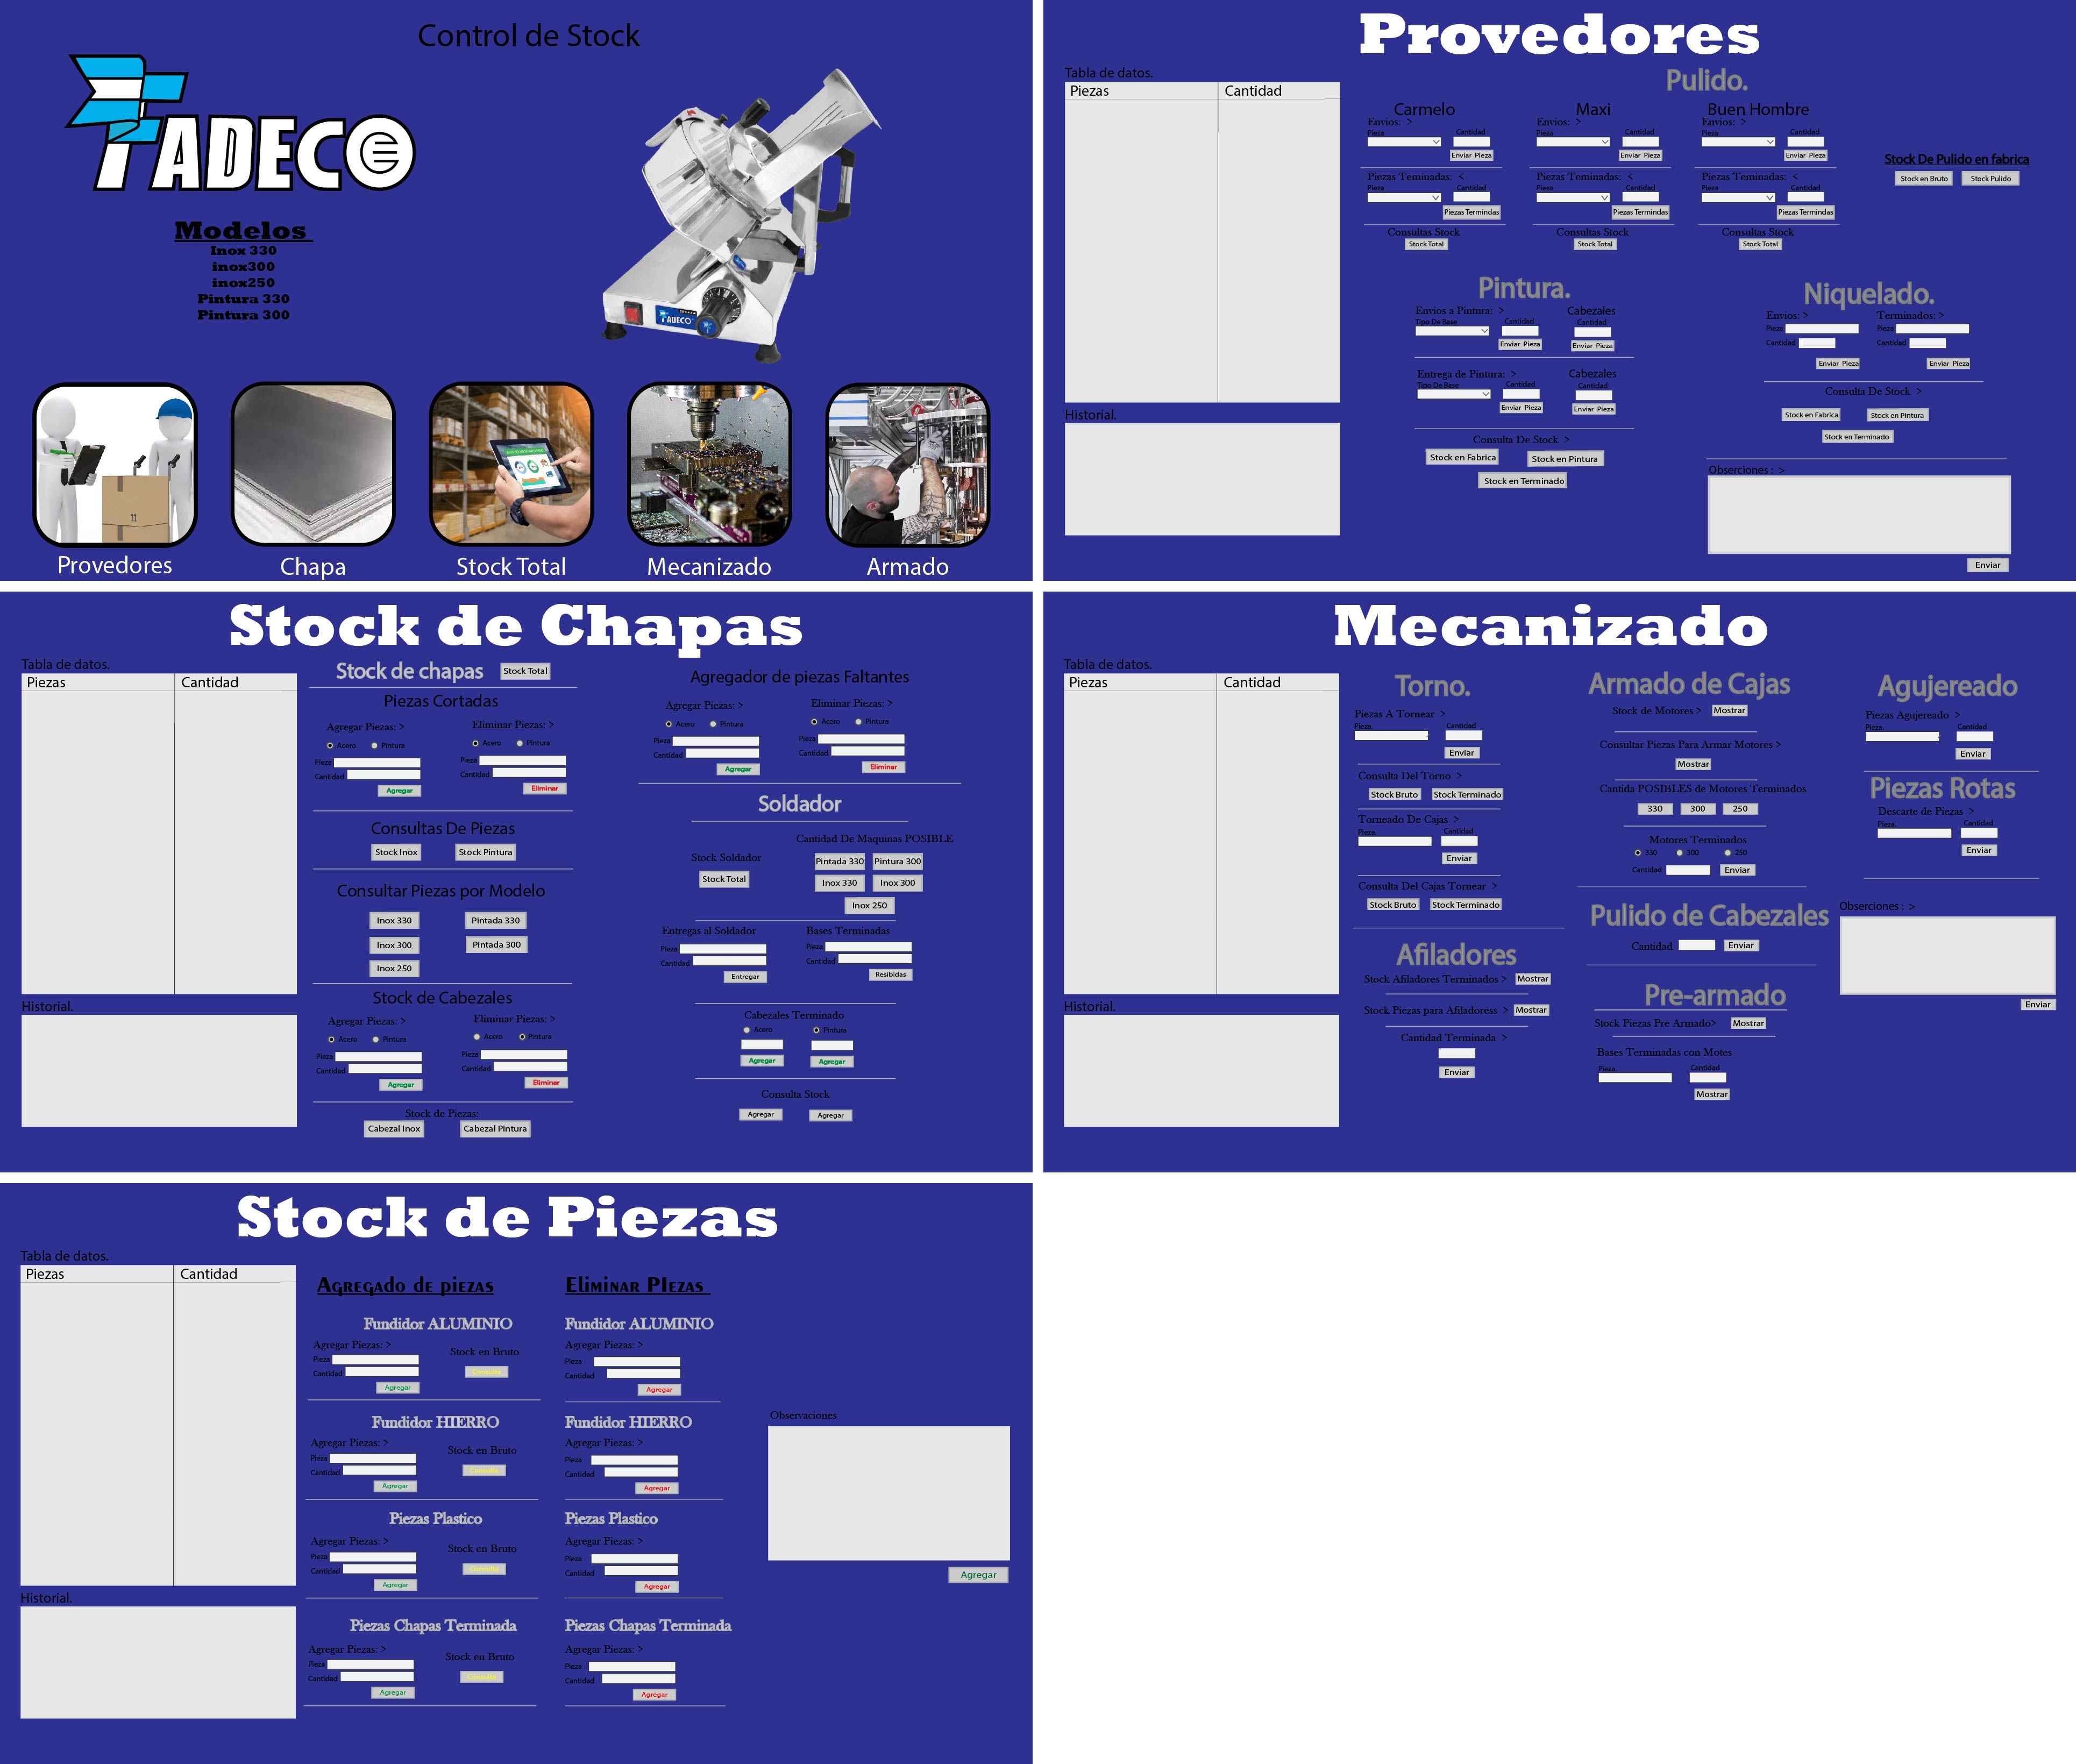 Control de Stock
FADECO
Modelos
Inox 330
inox300
inox250
Pintura 330
Pintura 300
FADECO
Provedores
Chapa
Stock Total
Mecanizado
Armado
Provedores
Tabla de datos.
Piezas Cantidad
Historial.
Pulido.
Carmelo Maxi Buen Hombre
Envios: > Envios: > Envios: >
Pieza Cantidad Pieza Cantidad Pieza Cantidad
Enviar Pieza Enviar Pieza Enviar Pieza
Piezas Teminadas: < Piezas Teminadas: < Piezas Teminadas: <
Pieza Cantidad Pieza Cantidad Pieza Cantidad
Piezas Termindas Piezas Termindas Piezas Termindas
Consultas Stock Consultas Stock Consultas Stock
Stock Total Stock Total Stock Total
Stock De Pulido en fabrica
Stock en Bruto Stock Pulido
Pintura.
Envios a Pintura: > Cabezales
Tipo De Base Cantidad Cantidad
Enviar Pieza Enviar Pieza
Entrega de Pintura: > Cabezales
Tipo De Base Cantidad Cantidad
Enviar Pieza Enviar Pieza
Consulta De Stock >
Stock en Fabrica Stock en Pintura
Stock en Terminado
Niquelado.
Envios: > Terminados: >
Pieza Pieza
Cantidad Cantidad
Enviar Pieza Enviar Pieza
Consulta De Stock >
Stock en Fabrica Stock en Pintura
Stock en Terminado
Obserciones : >
Enviar
Stock de Chapas
Tabla de datos.
Piezas Cantidad
Historial.
Stock de chapas Stock Total
Piezas Cortadas
Agregar Piezas: > Eliminar Piezas: >
Acero Pintura Acero Pintura
Pieza Pieza
Cantidad Cantidad
Agregar Eliminar
Consultas De Piezas
Stock Inox Stock Pintura
Consultar Piezas por Modelo
Inox 330 Pintada 330
Inox 300 Pintada 300
Inox 250
Stock de Cabezales
Agregar Piezas: > Eliminar Piezas: >
Acero Pintura Acero Pintura
Pieza Pieza
Cantidad Cantidad
Agregar Eliminar
Stock de Piezas:
Cabezal Inox Cabezal Pintura
Agregador de piezas Faltantes
Agregar Piezas: > Eliminar Piezas: >
Acero Pintura Acero Pintura
Pieza Pieza
Cantidad Cantidad
Agregar Eliminar
Soldador
Cantidad De Maquinas POSIBLE
Stock Soldador
Stock Total
Pintada 330 Pintura 300
Inox 330 Inox 300
Inox 250
Entregas al Soldador Bases Terminadas
Pieza Pieza
Cantidad Cantidad
Entregar Resibidas
Cabezales Terminado
Acero Pintura
Agregar Agregar
Consulta Stock
Agregar Agregar
Mecanizado
Tabla de datos.
Piezas Cantidad
Historial.
Torno.
Piezas A Tornear >
Pieza. Cantidad
Enviar
Consulta Del Torno >
Stock Bruto Stock Terminado
Torneado De Cajas >
Pieza. Cantidad
Enviar
Consulta Del Cajas Tornear >
Stock Bruto Stock Terminado
Afiladores
Stock Afiladores Terminados > Mostrar
Stock Piezas para Afiladoress > Mostrar
Cantidad Terminada >
Enviar
Armado de Cajas
Stock de Motores > Mostrar
Consultar Piezas Para Armar Motores >
Mostrar
Cantida POSIBLES de Motores Terminados
330 300 250
Motores Terminados
330 300 250
Cantidad Enviar
Pulido de Cabezales
Cantidad Enviar
Pre-armado
Stock Piezas Pre Armado> Mostrar
Bases Terminadas con Motes
Pieza. Cantidad
Mostrar
Agujereado
Piezas Agujereado >
Pieza. Cantidad
Enviar
Piezas Rotas
Descarte de Piezas >
Pieza. Cantidad
Enviar
Obserciones : >
Enviar
Stock de Piezas
Tabla de datos.
Piezas Cantidad
Historial.
Agregado de piezas
Fundidor ALUMINIO
Agregar Piezas: > Stock en Bruto
Pieza
Cantidad
Agregar
Fundidor HIERRO
Agregar Piezas: > Stock en Bruto
Pieza
Cantidad
Agregar
Piezas Plastico
Agregar Piezas: > Stock en Bruto
Pieza
Cantidad
Agregar
Piezas Chapas Terminada
Agregar Piezas: > Stock en Bruto
Pieza
Cantidad
Agregar
Eliminar PIezas
Fundidor ALUMINIO
Agregar Piezas: >
Pieza
Cantidad
Agregar
Fundidor HIERRO
Agregar Piezas: >
Pieza
Cantidad
Agregar
Piezas Plastico
Agregar Piezas: >
Pieza
Cantidad
Agregar
Piezas Chapas Terminada
Agregar Piezas: >
Pieza
Cantidad
Agregar
Observaciones
Agregar